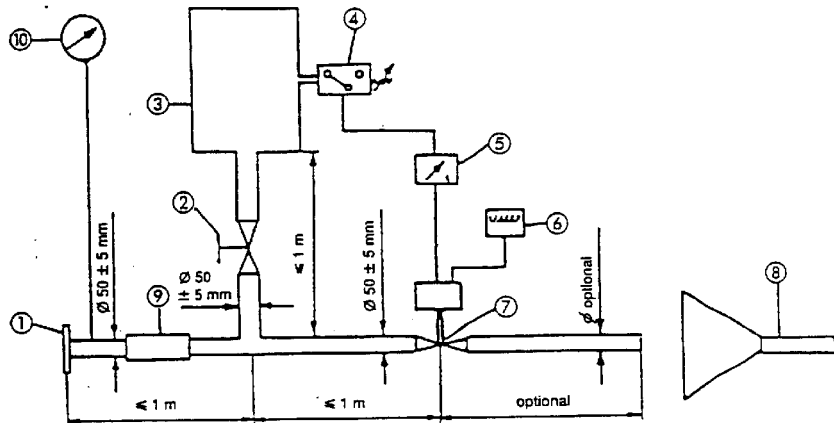 ⑩
④
③
⑤
②
⑥
≤ 1 m
Ø 50 ± 5 mm
Ø 50
± 5 mm
Ø 50 ± 5 mm
Ø optional
⑨
⑦
⑧
①
≤ 1 m
≤ 1 m
optional